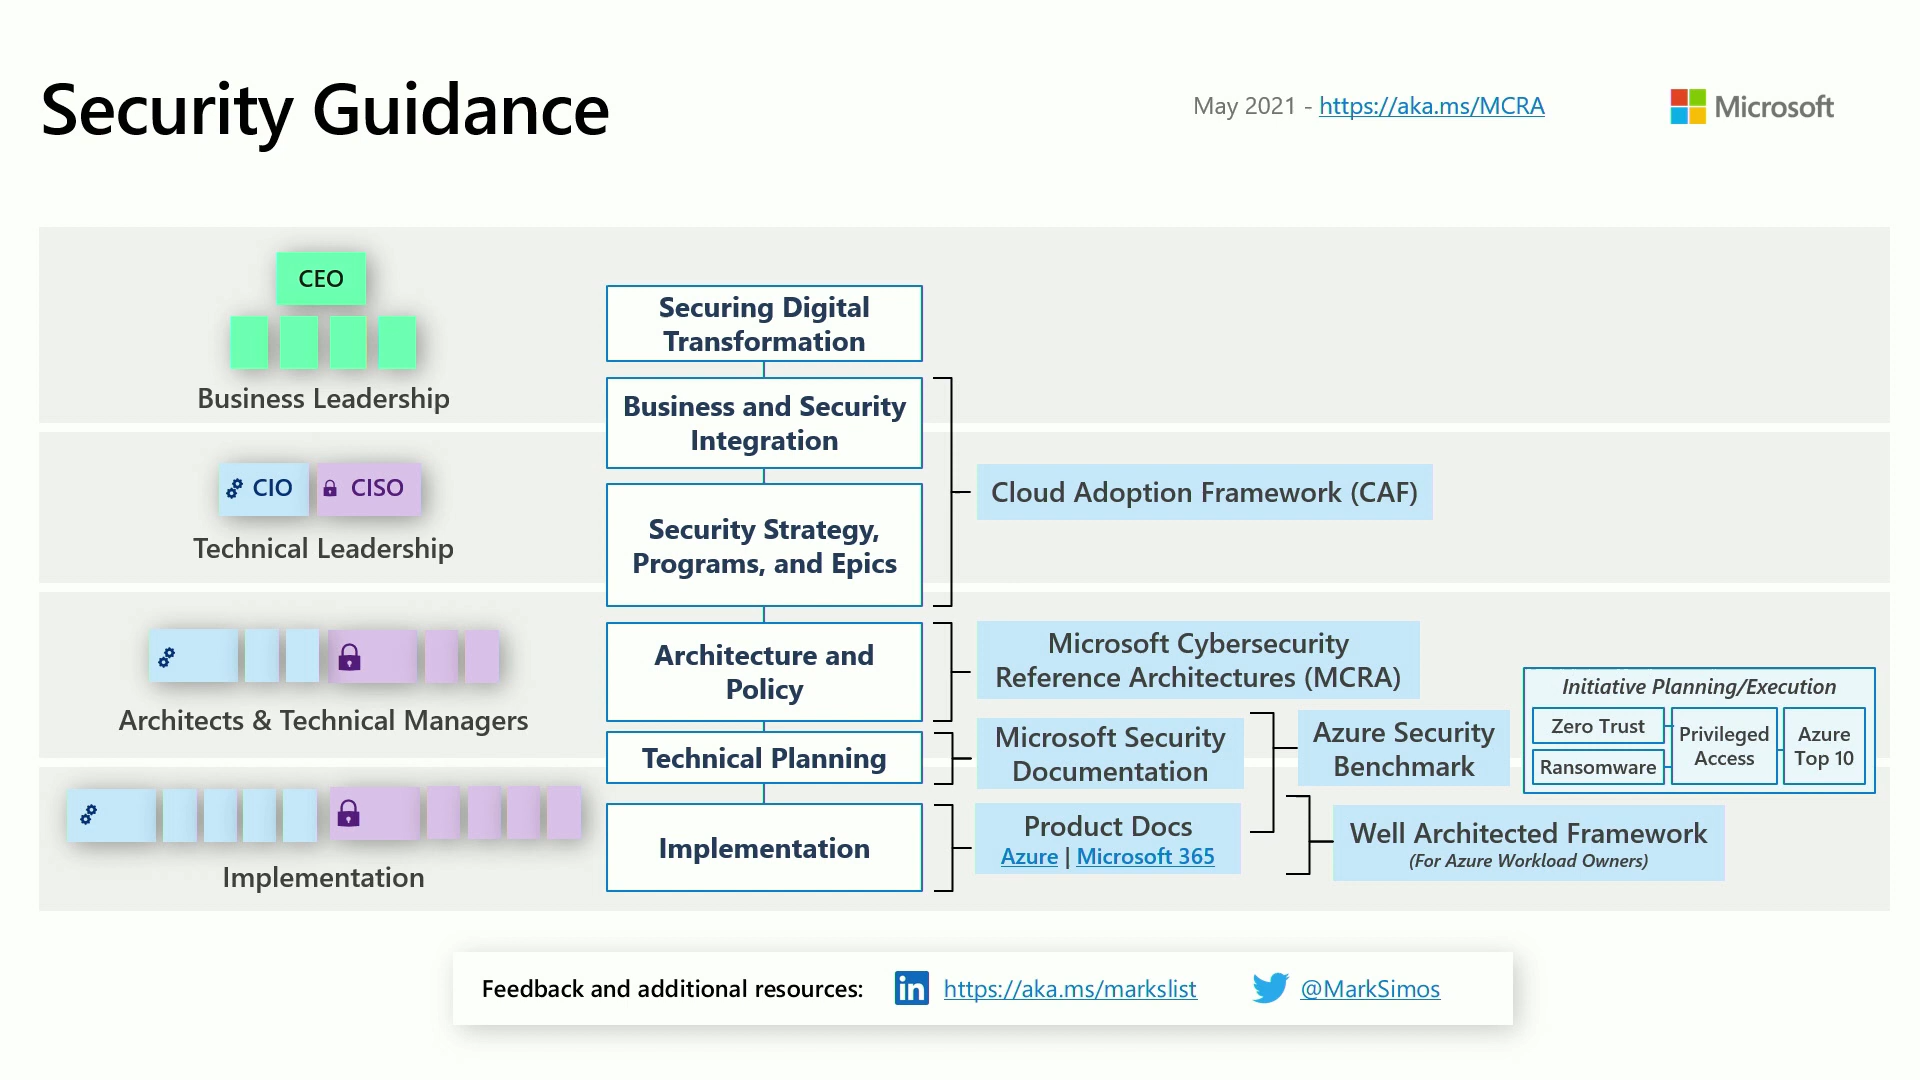 Security Guidance
May 2021 - https://aka.ms/MCRA
Microsoft
CEO
Business Leadership
Securing Digital
Transformation
Business and Security
Integration
CIO
CISO
Technical Leadership
Security Strategy,
Programs, and Epics
Cloud Adoption Framework (CAF)
Architects & Technical Managers
Architecture and
Policy
Microsoft Cybersecurity
Reference Architectures (MCRA)
Technical Planning
Microsoft Security
Documentation
Azure Security
Benchmark
Initiative Planning/Execution
Zero Trust
Ransomware
Privileged
Access
Azure
Top 10
Implementation
Implementation
Product Docs
Azure | Microsoft 365
Well Architected Framework
(For Azure Workload Owners)
Feedback and additional resources:
in
https://aka.ms/markslist
@MarkSimos